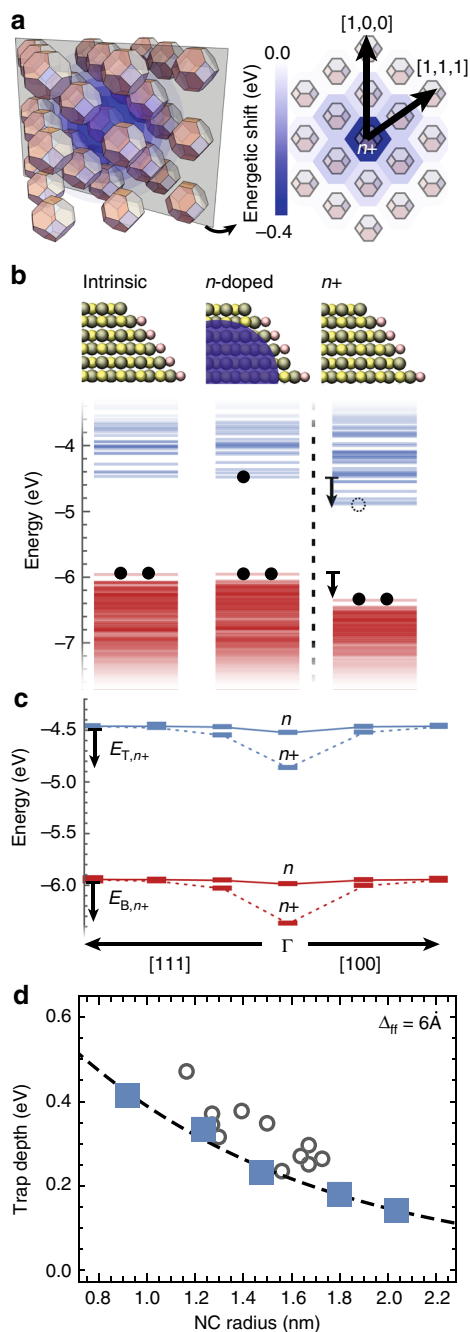 a
[1,0,0]
[1,1,1]
0.0
Energetic shift (eV)
−0.4
n+
b
Intrinsic
n-doped
n+
Energy (eV)
−4
−5
−6
−7
c
Energy (eV)
−4.5
−5.0
−5.5
−6.0
n
n+
E_T,n+
n
n+
E_B,n+
Γ
[111]
[100]
d
Δff = 6Å
Trap depth (eV)
0.6
0.4
0.2
0.0
0.8 1.0 1.2 1.4 1.6 1.8 2.0 2.2
NC radius (nm)